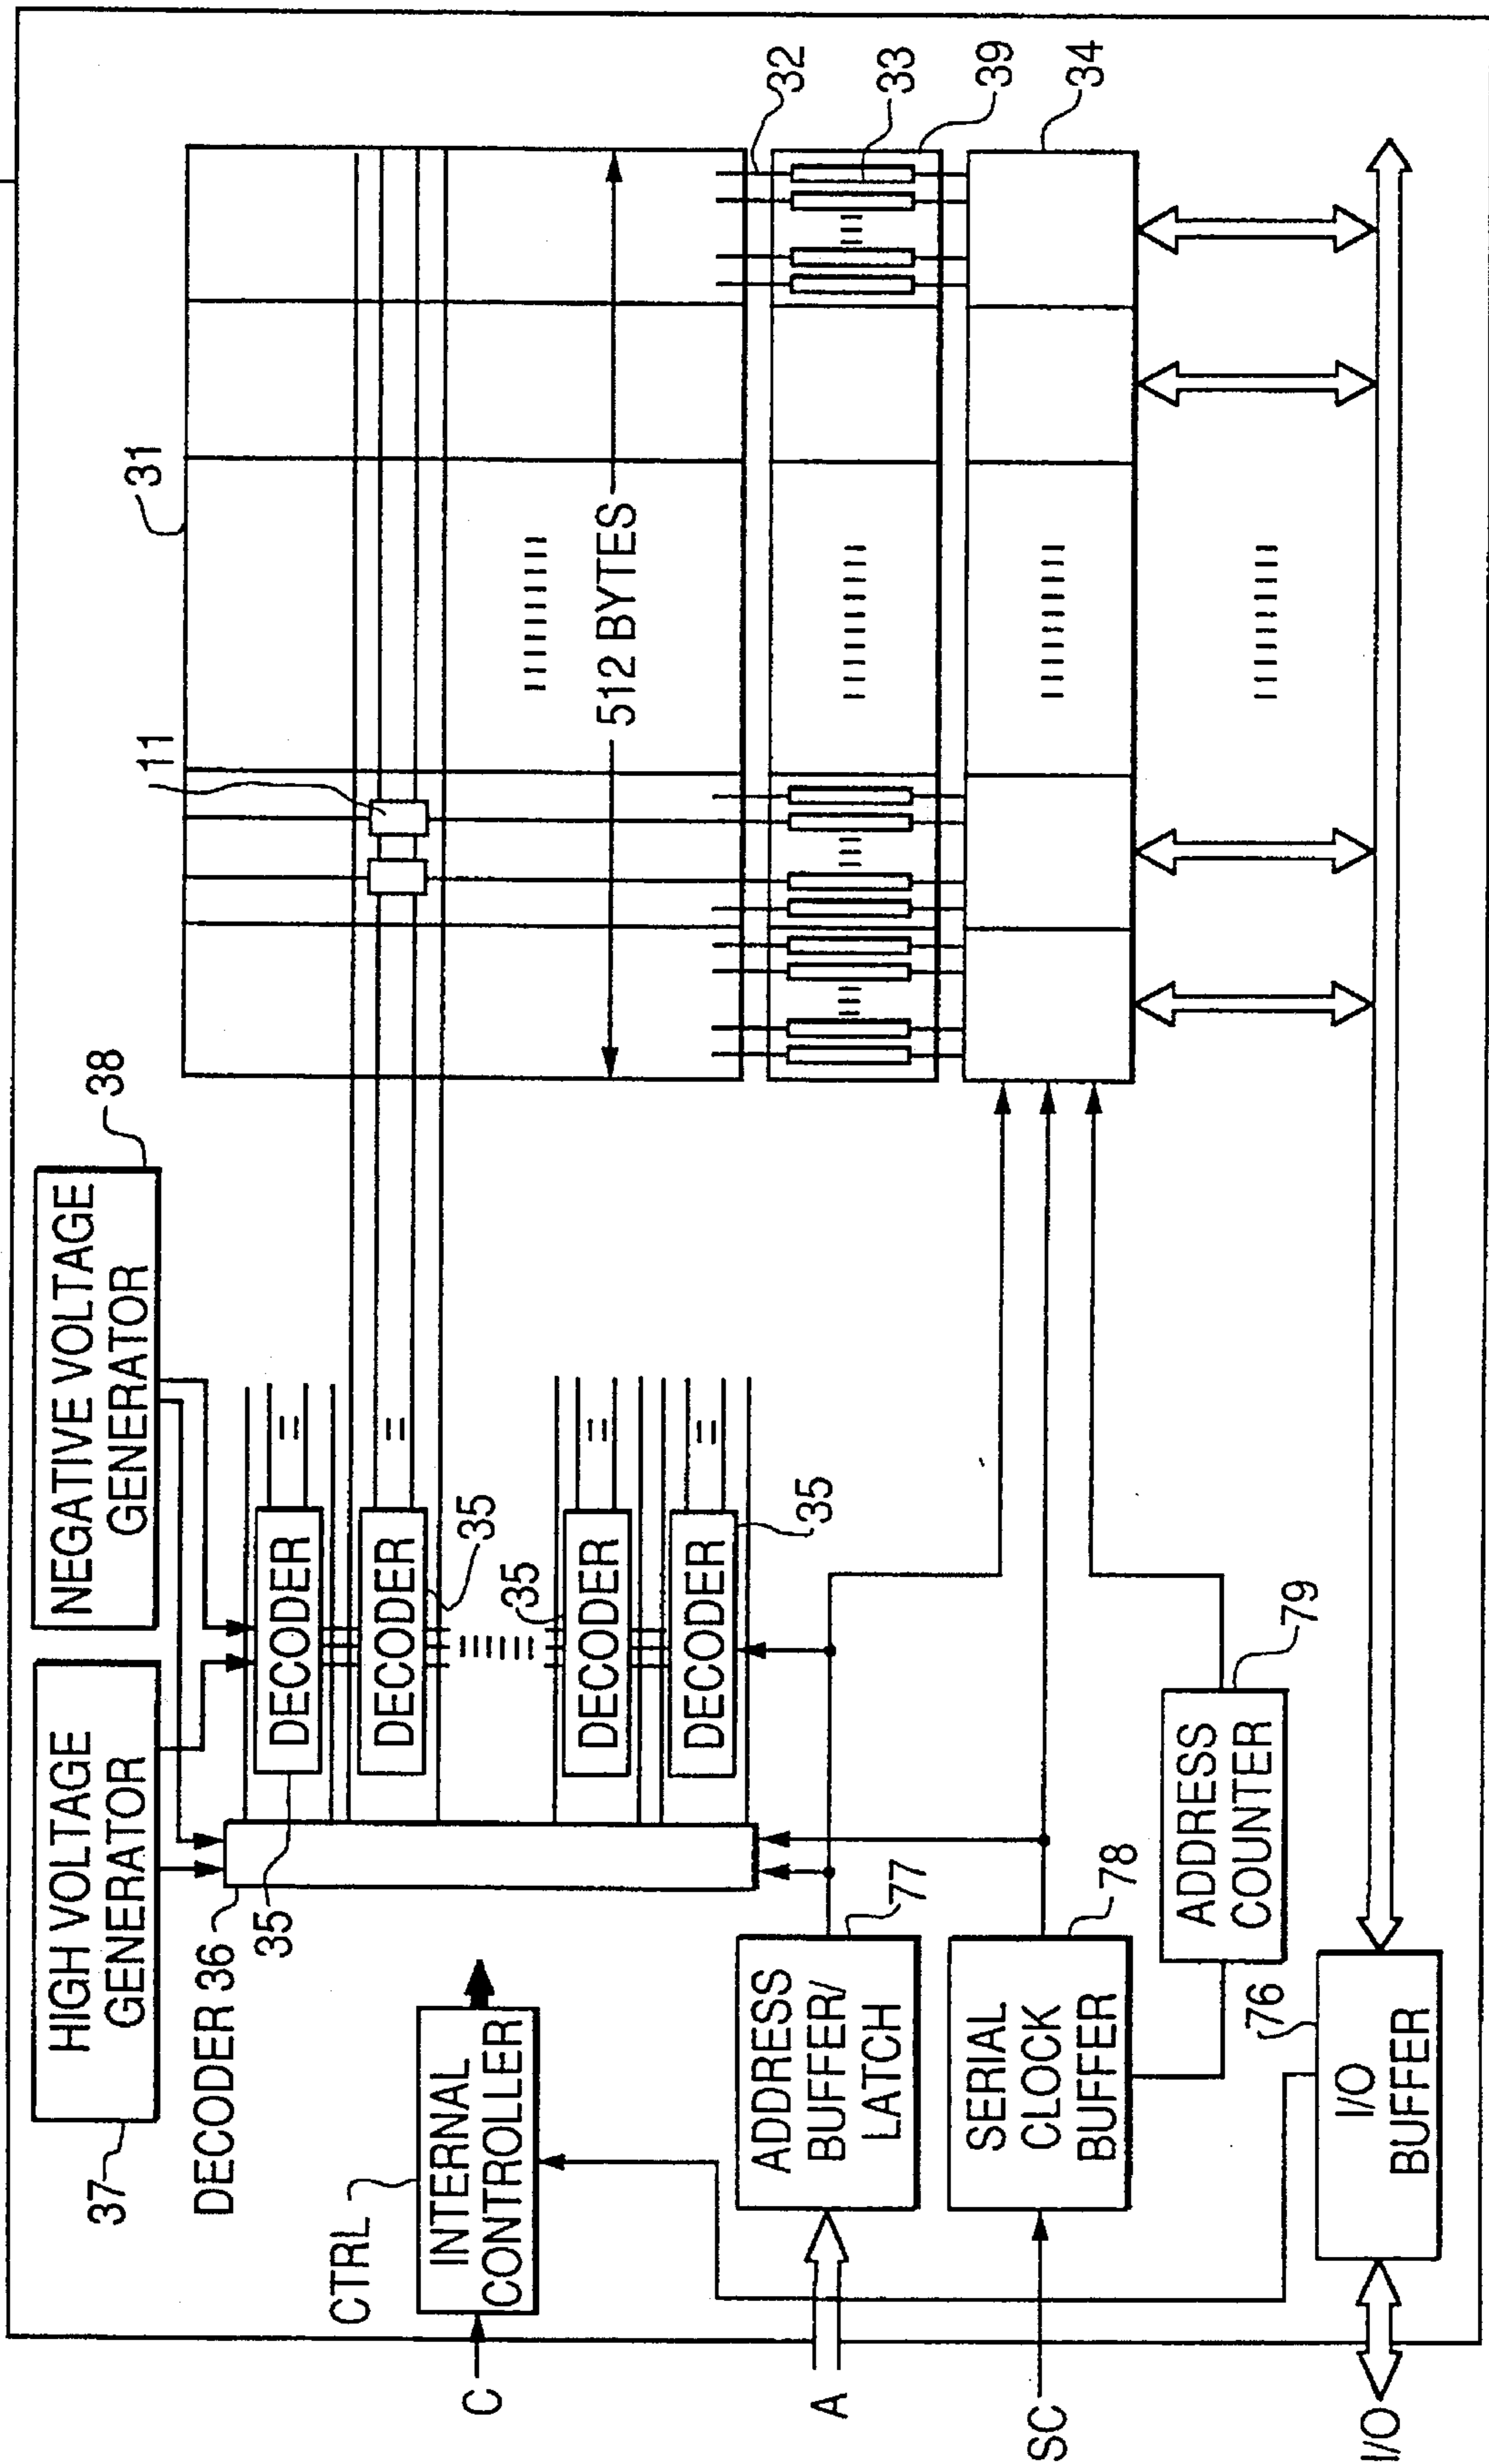 HIGH VOLTAGE
GENERATOR
37
NEGATIVE VOLTAGE
GENERATOR
38
DECODER 36
35
DECODER
DECODER
35
35
DECODER
DECODER
35
CTRL
INTERNAL
CONTROLLER
C
A
ADDRESS
BUFFER/
LATCH
77
SC
SERIAL
CLOCK
BUFFER
78
ADDRESS
COUNTER
79
I/O
I/O
BUFFER
76
11
31
512 BYTES
32
33
39
34